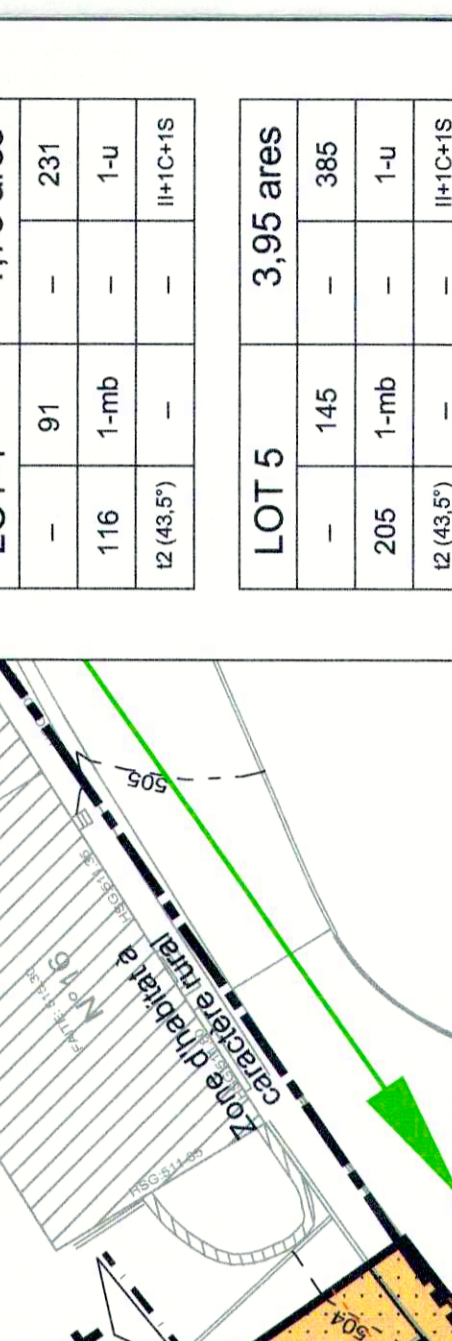 – 91 – 231
116 1-mb – 1-u
t2 (43,5°) – – II+1C+1S
LOT 5 3,95 ares
– 145 – 385
205 1-mb – 1-u
t2 (43,5°) – – II+1C+1S
505
N° 16
Zone d'habitat à
caractère rural
504